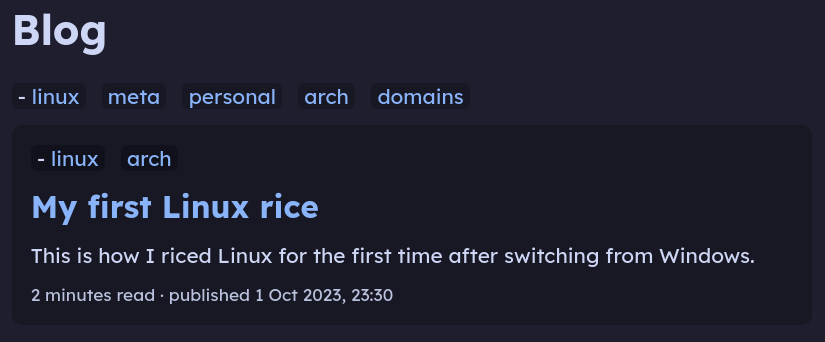 Blog
- linux meta personal arch domains
- linux arch
My first Linux rice
This is how I riced Linux for the first time after switching from Windows.
2 minutes read · published 1 Oct 2023, 23:30